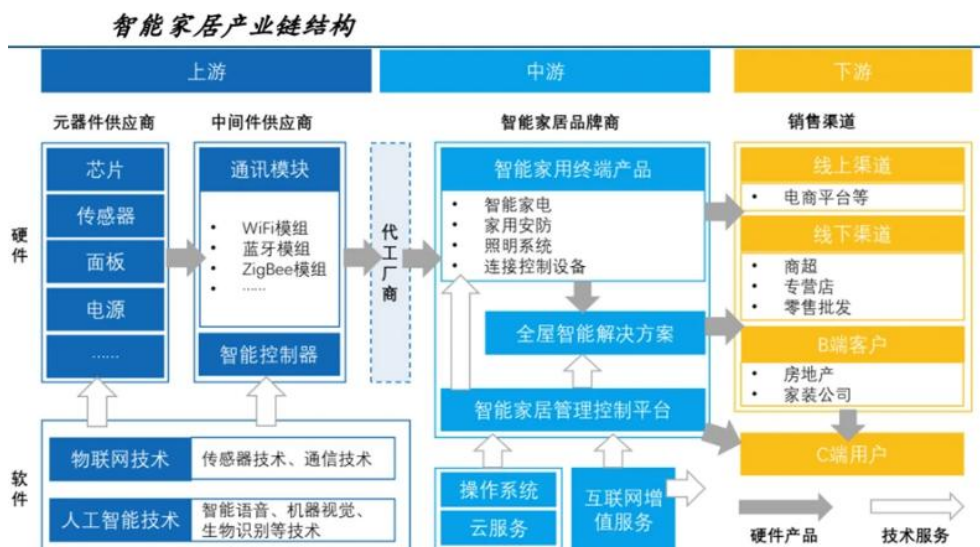 智能家居产业链结构
上游
中游
下游
元器件供应商
中间件供应商
智能家居品牌商
销售渠道
硬件
芯片
传感器
面板
电源
……
通讯模块
• WiFi模组
• 蓝牙模组
• ZigBee模组
• ……
智能控制器
代工厂商
智能家用终端产品
• 智能家电
• 家用安防
• 照明系统
• 连接控制设备
全屋智能解决方案
智能家居管理控制平台
线上渠道
• 电商平台等
线下渠道
• 商超
• 专营店
• 零售批发
B端客户
• 房地产
• 家装公司
C端用户
软件
物联网技术
传感器技术、通信技术
人工智能技术
智能语音、机器视觉、
生物识别等技术
操作系统
云服务
互联网增
值服务
硬件产品
技术服务